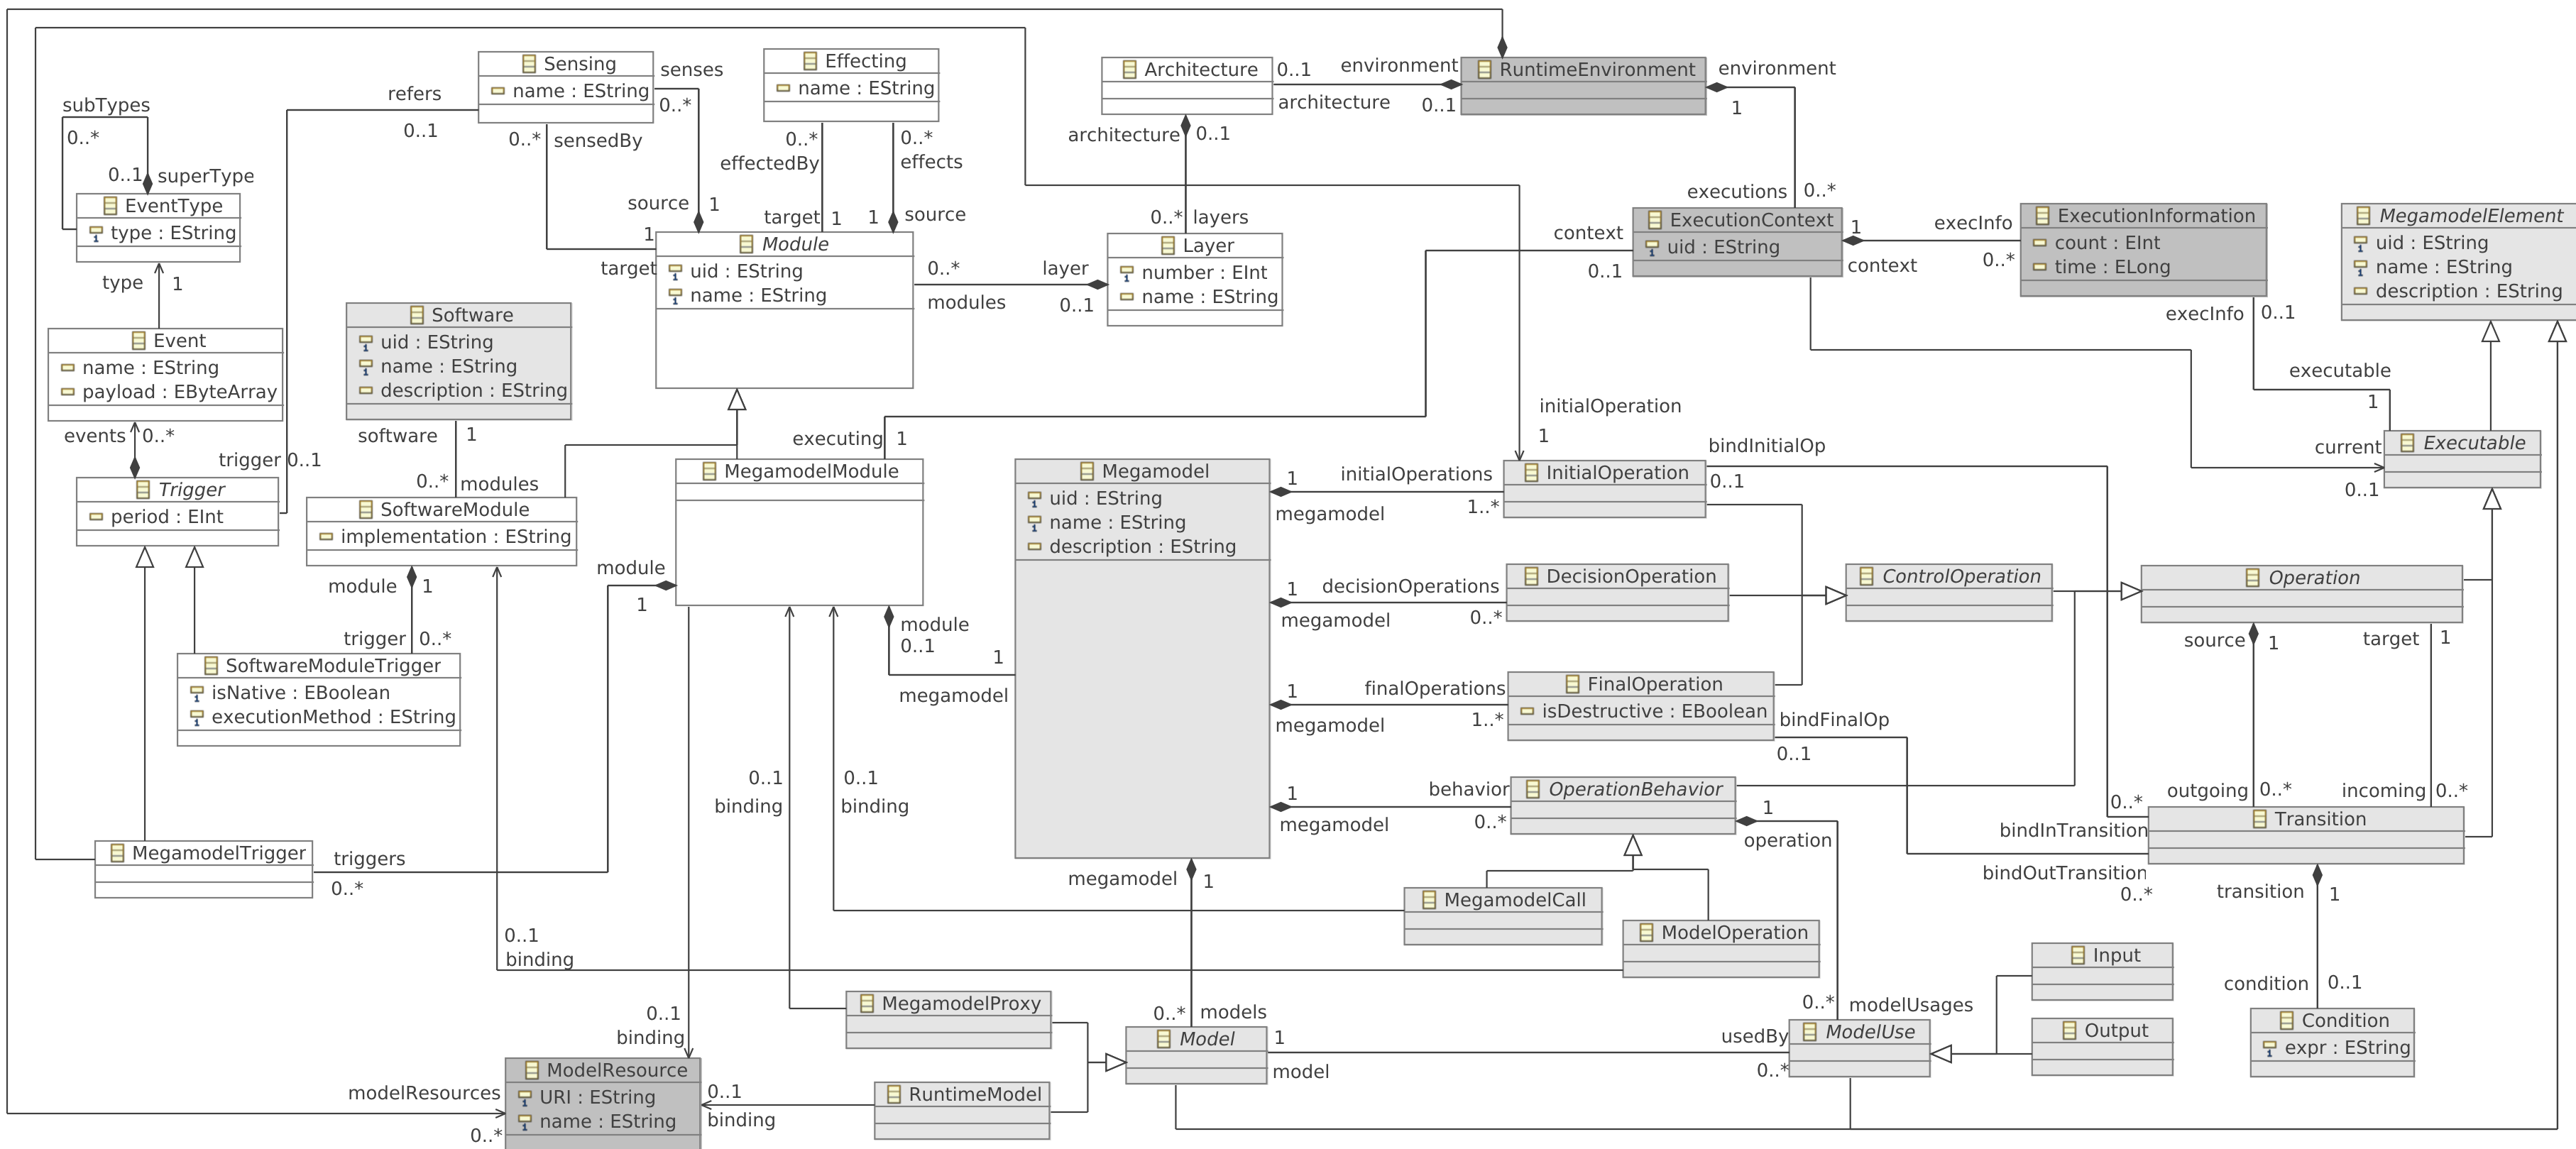 Sensing
name : EString
senses
0..*
0..*
sensedBy
refers
0..1
Effecting
name : EString
0..*
effectedBy
0..*
effects
Architecture
0..1
architecture
environment
0..1
RuntimeEnvironment
environment
1
architecture
0..1
subTypes
0..*
0..1
superType
EventType
type : EString
type
1
source
1
target
1
1
source
1
target
Module
uid : EString
name : EString
0..*
modules
layer
0..1
0..*
layers
Layer
number : EInt
name : EString
executions
0..*
context
0..1
ExecutionContext
uid : EString
1
context
execInfo
0..*
ExecutionInformation
count : EInt
time : ELong
execInfo
0..1
MegamodelElement
uid : EString
name : EString
description : EString
Event
name : EString
payload : EByteArray
events
0..*
Software
uid : EString
name : EString
description : EString
software
1
executable
1
current
0..1
Executable
trigger
0..1
Trigger
period : EInt
0..*
modules
SoftwareModule
implementation : EString
executing
1
MegamodelModule
module
1
module
0..1
1
megamodel
Megamodel
uid : EString
name : EString
description : EString
1
megamodel
initialOperations
1..*
initialOperation
1
InitialOperation
bindInitialOp
0..1
1
megamodel
decisionOperations
0..*
DecisionOperation
ControlOperation
Operation
source
1
target
1
module
1
trigger
0..*
SoftwareModuleTrigger
isNative : EBoolean
executionMethod : EString
1
megamodel
finalOperations
1..*
FinalOperation
isDestructive : EBoolean
bindFinalOp
0..1
0..1
binding
0..1
binding
1
megamodel
behavior
0..*
OperationBehavior
1
operation
outgoing
0..*
incoming
0..*
0..*
bindInTransition
bindOutTransition
0..*
Transition
transition
1
MegamodelTrigger
triggers
0..*
megamodel
1
MegamodelCall
ModelOperation
0..1
binding
0..1
binding
MegamodelProxy
0..*
models
Model
1
model
usedBy
0..*
0..*
modelUsages
ModelUse
Input
Output
condition
0..1
Condition
expr : EString
modelResources
0..*
ModelResource
URI : EString
name : EString
0..1
binding
RuntimeModel